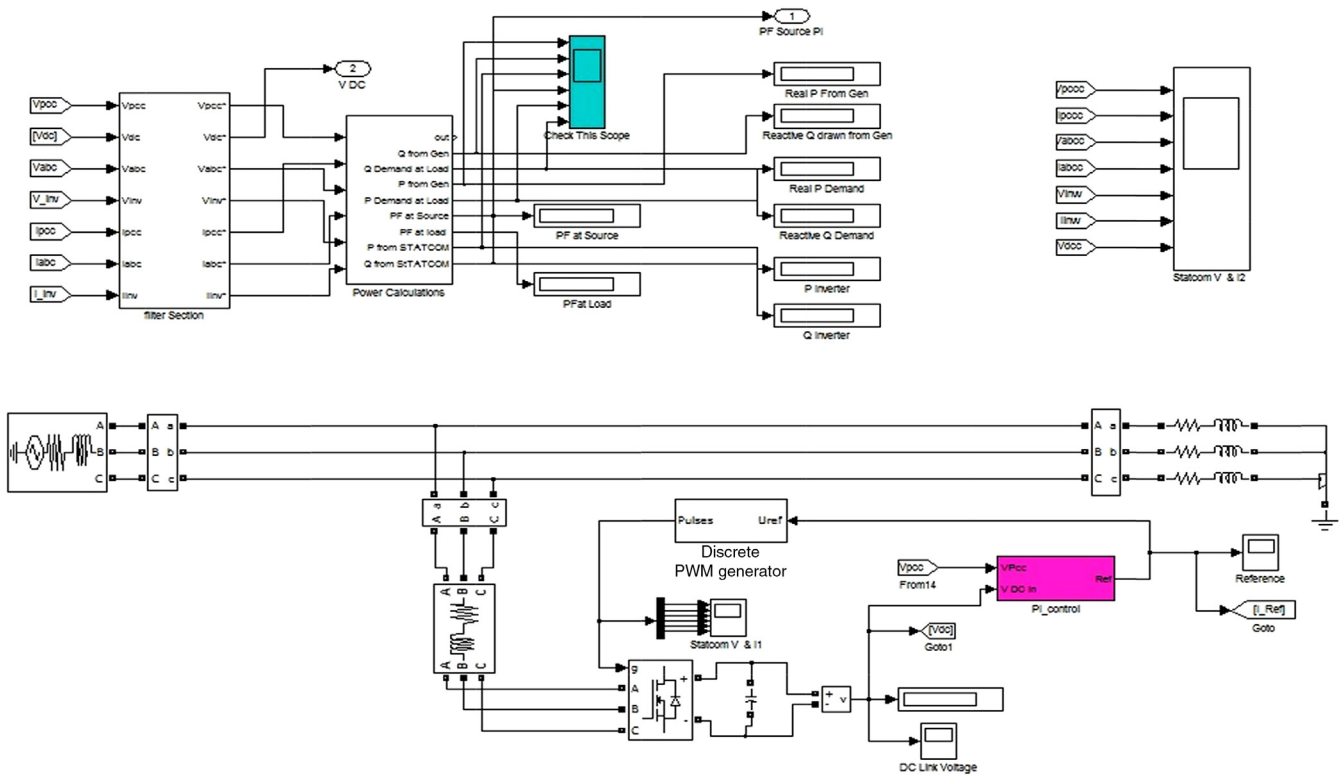 1
PF Source PI
2
V DC
Check This Scope
Real P From Gen
Reactive Q drawn from Gen
Real P Demand
Reactive Q Demand
P Inverter
Q Inverter
PF at Source
PFat Load
Vpcc
[Vdc]
Vabc
V_Inv
Ipcc
Iabc
I_Inv
Vpcc Vpcc*
Vdc Vdc*
Vabc Vabc*
Vinv Vinv*
Ipcc Ipcc*
Iabc Iabc*
Iinv Iinv*
filter Section
out
Q from Gen
Q Demand at Load
P from Gen
P Demand at Load
PF at Source
PF at load
P from STATCOM
Q from StTATCOM
Power Calculations
Vpccc
Ipccc
Vabcc
Iabcc
Vinvv
Iinvv
Vdcc
Statcom V & I2
A
B
C
A a
B b
C c
A a
B b
C c
A a
B b
C c
Pulses Uref
Discrete
PWM generator
A B C
A B C
Vpcc
From14
VPcc
V DC In
Ref
PI_control
Reference
[I_Ref]
Goto
[Vdc]
Goto1
Statcom V & I1
g
A
B
C
+
-
+
-
v
DC Link Voltage